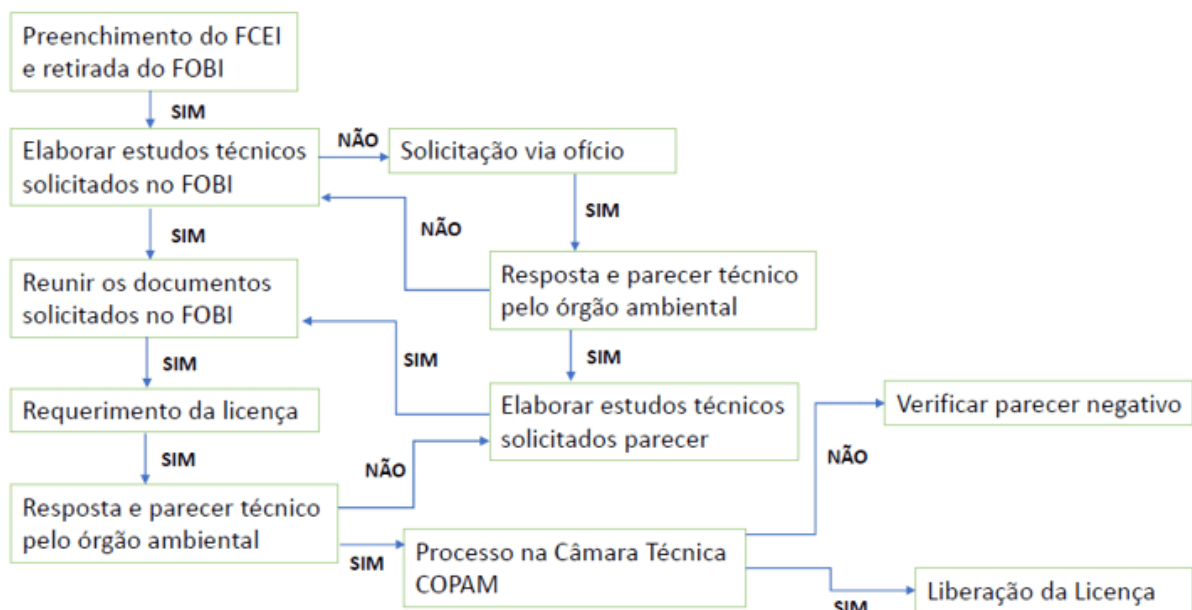 Preenchimento do FCEI
e retirada do FOBI
SIM
Elaborar estudos técnicos
solicitados no FOBI
NÃO
Solicitação via ofício
SIM
NÃO
SIM
Resposta e parecer técnico
pelo órgão ambiental
Reunir os documentos
solicitados no FOBI
SIM
SIM
SIM
Elaborar estudos técnicos
solicitados parecer
Requerimento da licença
Verificar parecer negativo
SIM
NÃO
NÃO
Resposta e parecer técnico
pelo órgão ambiental
SIM
Processo na Câmara Técnica
COPAM
SIM
Liberação da Licença